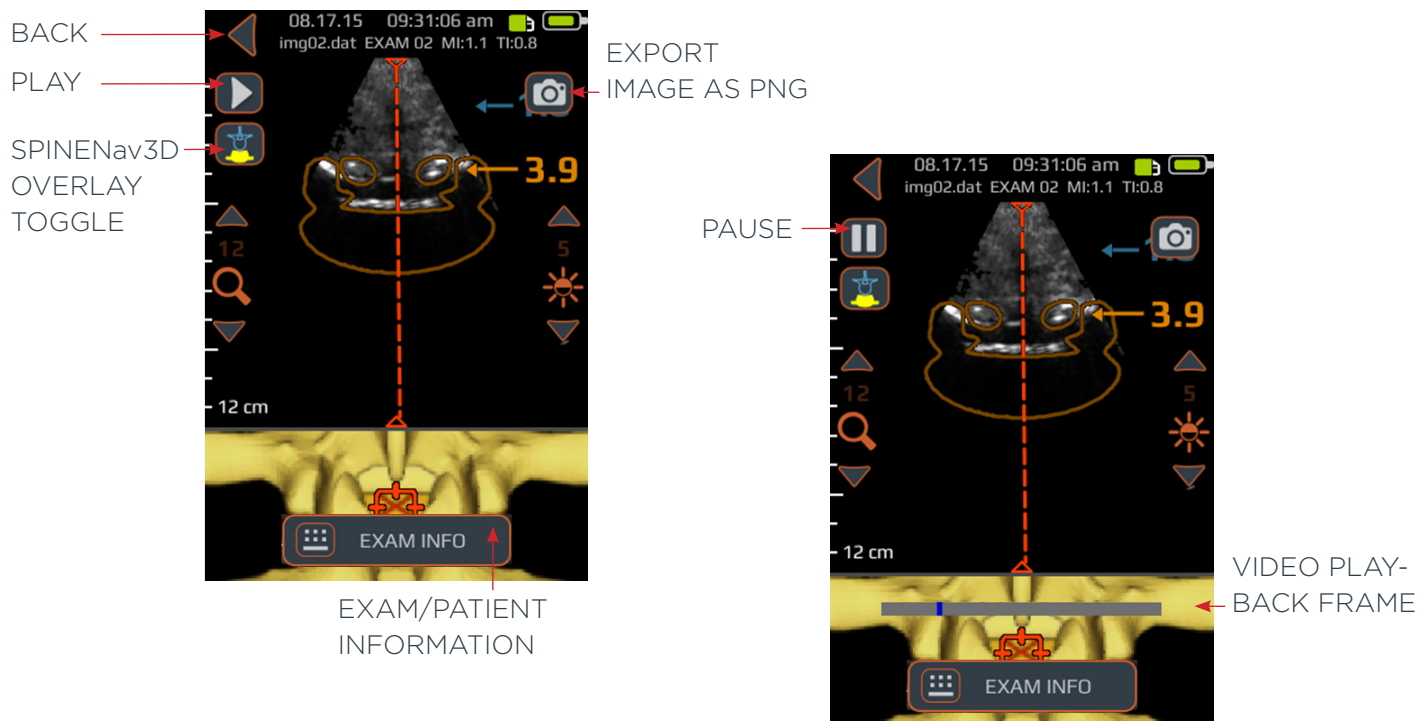 BACK
PLAY
SPINENav3D
OVERLAY
TOGGLE
08.17.15 09:31:06 am
img02.dat EXAM 02 MI:1.1 TI:0.8
EXPORT
IMAGE AS PNG
3.9
12
5
12 cm
EXAM INFO
EXAM/PATIENT
INFORMATION
PAUSE
08.17.15 09:31:06 am
img02.dat EXAM 02 MI:1.1 TI:0.8
3.9
12
5
12 cm
EXAM INFO
VIDEO PLAY-
BACK FRAME